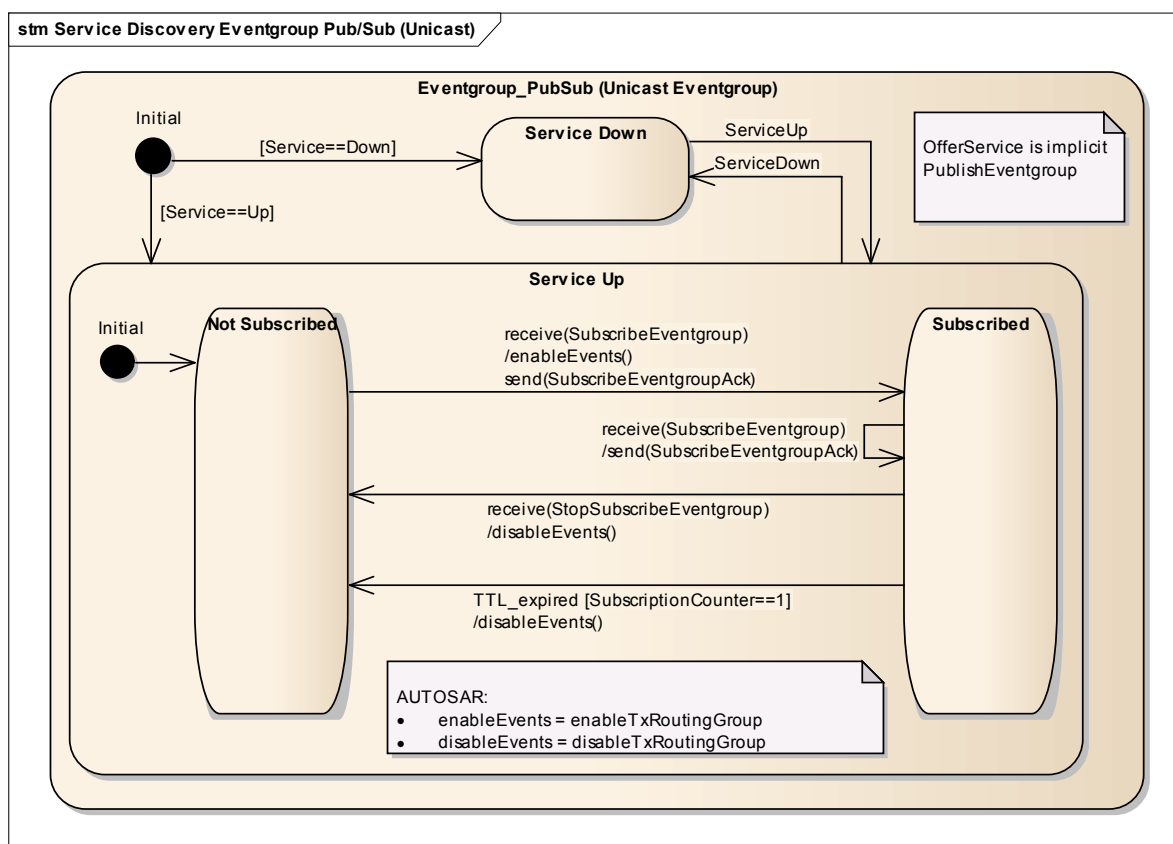 stm Service Discovery Eventgroup Pub/Sub (Unicast)
Eventgroup_PubSub (Unicast Eventgroup)
Initial
[Service==Down]
Service Down
ServiceUp
ServiceDown
OfferService is implicit
PublishEventgroup
[Service==Up]
Service Up
Initial
Not Subscribed
receive(SubscribeEventgroup)
/enableEvents()
send(SubscribeEventgroupAck)
Subscribed
receive(SubscribeEventgroup)
/send(SubscribeEventgroupAck)
receive(StopSubscribeEventgroup)
/disableEvents()
TTL_expired [SubscriptionCounter==1]
/disableEvents()
AUTOSAR:
• enableEvents = enableTxRoutingGroup
• disableEvents = disableTxRoutingGroup